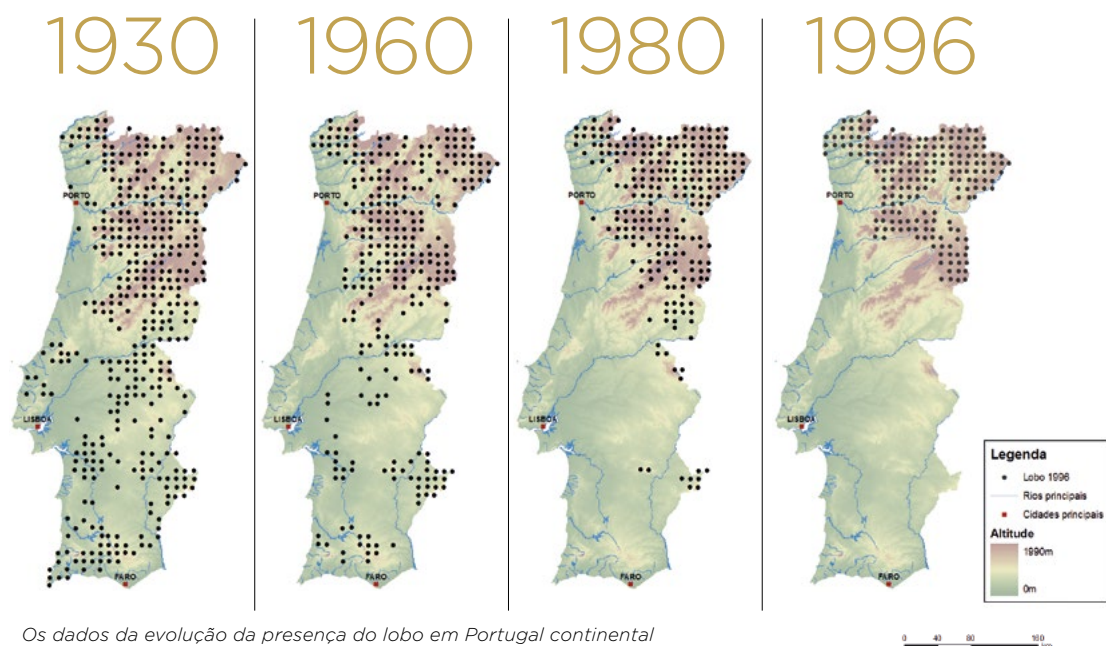 1930
1960
1980
1996
PORTO
LISBOA
FARO
PORTO
LISBOA
FARO
PORTO
LISBOA
FARO
PORTO
LISBOA
FARO
Legenda
Lobo 1996
Rios principais
Cidades principais
Altitude
1990m
0m
Os dados da evolução da presença do lobo em Portugal continental
0 40 80 160
km